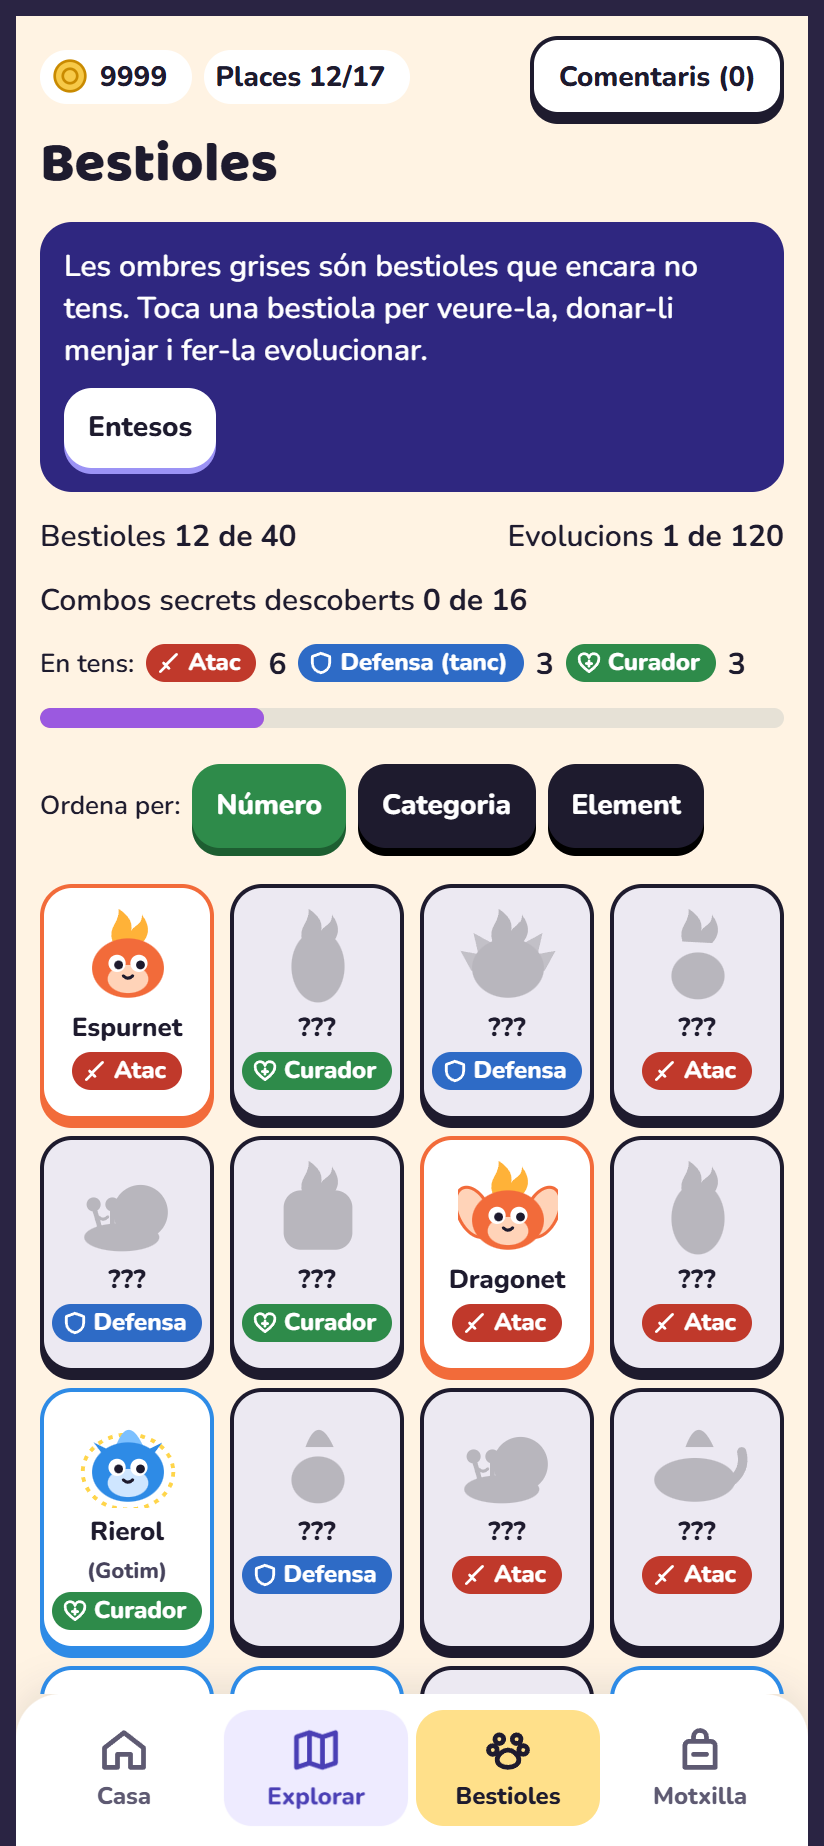 9999
Places 12/17
Comentaris (0)
Bestioles
Les ombres grises són bestioles que encara no
tens. Toca una bestiola per veure-la, donar-li
menjar i fer-la evolucionar.
Entesos
Bestioles 12 de 40
Evolucions 1 de 120
Combos secrets descoberts 0 de 16
En tens: Atac 6 Defensa (tanc) 3 Curador 3
Ordena per: Número Categoria Element
Espurnet
Atac
???
Curador
???
Defensa
???
Atac
???
Defensa
???
Curador
Dragonet
Atac
???
Atac
Rierol
(Gotim)
Curador
???
Defensa
???
Atac
???
Atac
Casa
Explorar
Bestioles
Motxilla